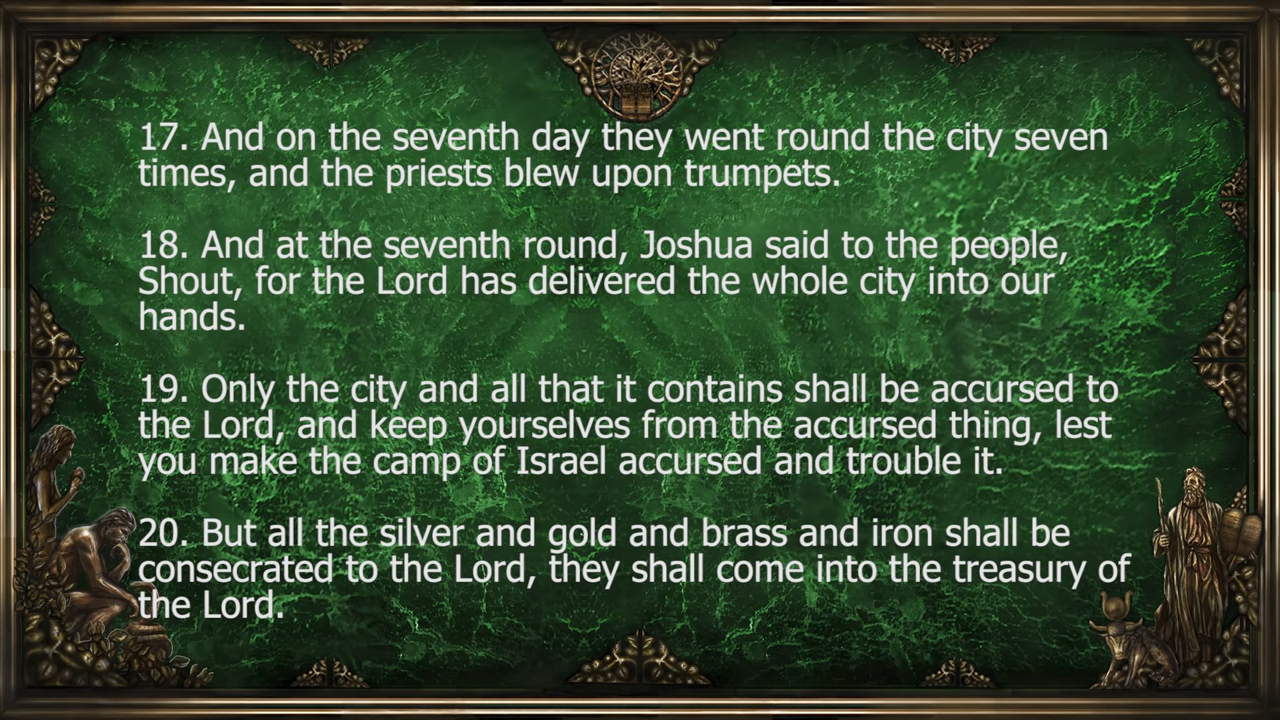 17. And on the seventh day they went round the city seven
times, and the priests blew upon trumpets.
18. And at the seventh round, Joshua said to the people,
Shout, for the Lord has delivered the whole city into our
hands.
19. Only the city and all that it contains shall be accursed to
the Lord, and keep yourselves from the accursed thing, lest
you make the camp of Israel accursed and trouble it.
20. But all the silver and gold and brass and iron shall be
consecrated to the Lord, they shall come into the treasury of
the Lord.